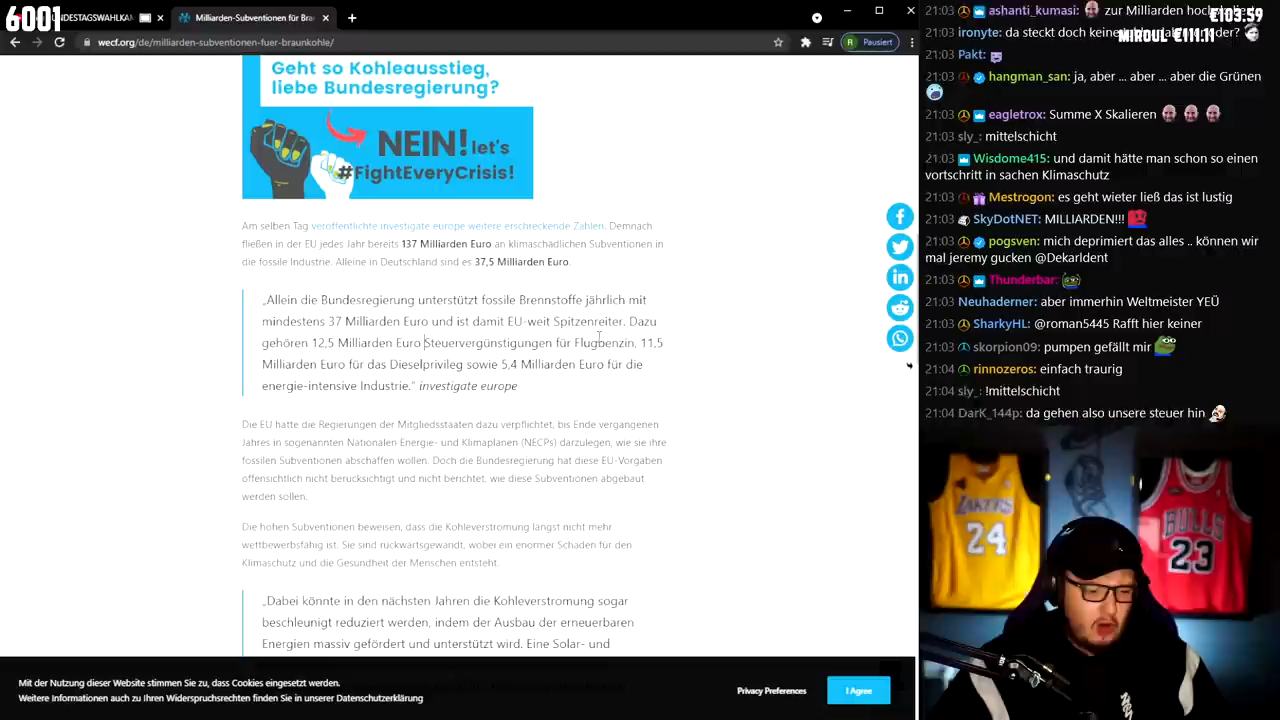 6001
UNDESTAGSWAHLKAM
Milliarden-Subventionen für Bra
wecf.org/de/milliarden-subventionen-fuer-braunkohle/
R
Pausiert
Geht so Kohleausstieg,
liebe Bundesregierung?
NEIN! let's
#FightEveryCrisis!
Am selben Tag veröffentlichte investigate europe weitere erschreckende Zahlen. Demnach
fließen in der EU jedes Jahr bereits 137 Milliarden Euro an klimaschädlichen Subventionen in
die fossile Industrie. Alleine in Deutschland sind es 37,5 Milliarden Euro.
„Allein die Bundesregierung unterstützt fossile Brennstoffe jährlich mit
mindestens 37 Milliarden Euro und ist damit EU-weit Spitzenreiter. Dazu
gehören 12,5 Milliarden Euro Steuervergünstigungen für Flugbenzin, 11,5
Milliarden Euro für das Dieselprivileg sowie 5,4 Milliarden Euro für die
energie-intensive Industrie." investigate europe
Die EU hatte die Regierungen der Mitgliedsstaaten dazu verpflichtet, bis Ende vergangenen
Jahres in sogenannten Nationalen Energie- und Klimaplänen (NECPs) darzulegen, wie sie ihre
fossilen Subventionen abschaffen wollen. Doch die Bundesregierung hat diese EU-Vorgaben
offensichtlich nicht berücksichtigt und nicht berichtet, wie diese Subventionen abgebaut
werden sollen.
Die hohen Subventionen beweisen, dass die Kohleverstromung längst nicht mehr
wettbewerbsfähig ist. Sie sind rückwärtsgewandt, wobei ein enormer Schaden für den
Klimaschutz und die Gesundheit der Menschen entsteht.
„Dabei könnte in den nächsten Jahren die Kohleverstromung sogar
beschleunigt reduziert werden, indem der Ausbau der erneuerbaren
Energien massiv gefördert und unterstützt wird. Eine Solar- und
Mit der Nutzung dieser Website stimmen Sie zu, dass Cookies eingesetzt werden.
Weitere Informationen auch zu Ihren Widerspruchrechten finden Sie in unserer Datenschutzerklärung
Privacy Preferences
I Agree
21:03 ashanti_kumasi: zur Milliarden hochskaliert
€103.59
21:03 ironyte: da steckt doch keine oder?
MIROUL €11.11
21:03 Pakt:
21:03 hangman_san: ja, aber ... aber ... aber die Grünen
21:03 eagletrox: Summe X Skalieren
21:03 sly_: mittelschicht
21:03 Wisdome415: und damit hätte man schon so einen
vortschritt in sachen Klimaschutz
21:03 Mestrogon: es geht wieter ließ das ist lustig
21:03 SkyDotNET: MILLIARDEN!!!
21:03 pogsven: mich deprimiert das alles .. können wir
mal jeremy gucken @Dekarldent
21:03 Thunderbar:
21:03 Neuhaderner: aber immerhin Weltmeister YEÜ
21:03 SharkyHL: @roman5445 Rafft hier keiner
21:03 skorpion09: pumpen gefällt mir
21:04 rinnozeros: einfach traurig
21:04 sly_: !mittelschicht
21:04 DarK_144p: da gehen also unsere steuer hin
LAKERS
24
BULLS
23